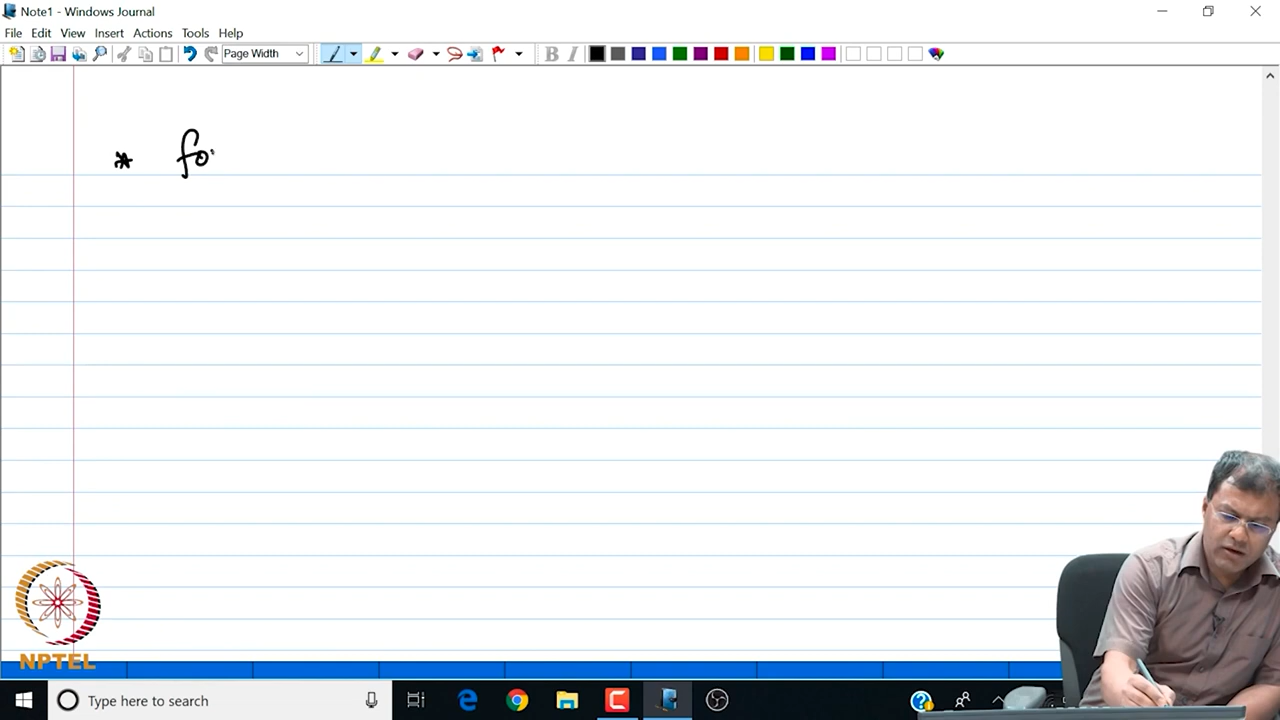 Note1 - Windows Journal
File Edit View Insert Actions Tools Help
Page Width B I
* fo
NPTEL
Type here to search